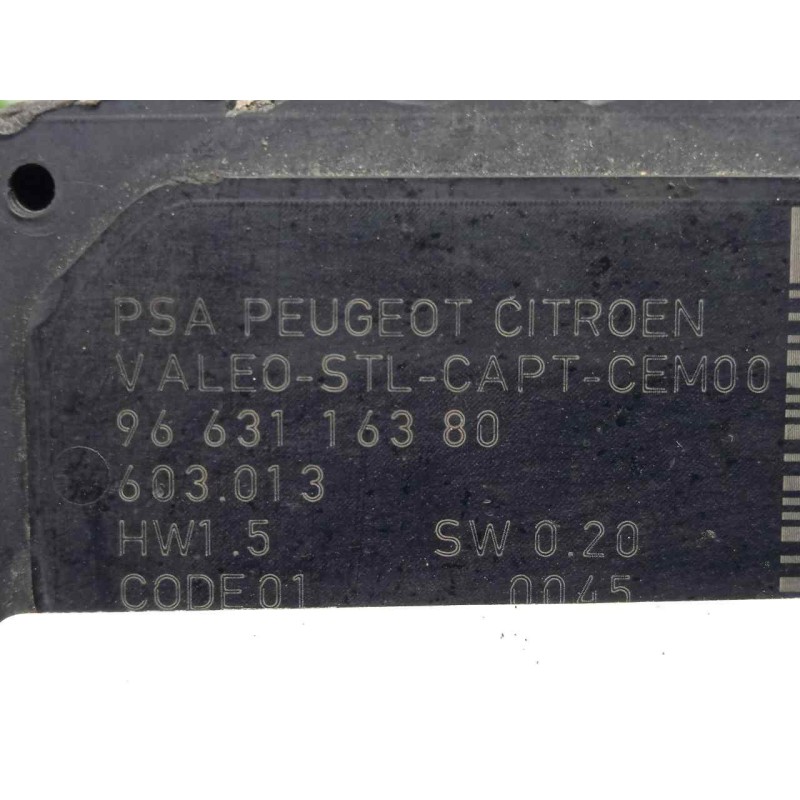 PSA PEUGEOT CITROEN
VALEO-STL-CAPT-CEM00
96 631 163 80
603.013
HW1.5 SW 0.20
CODE01 0045